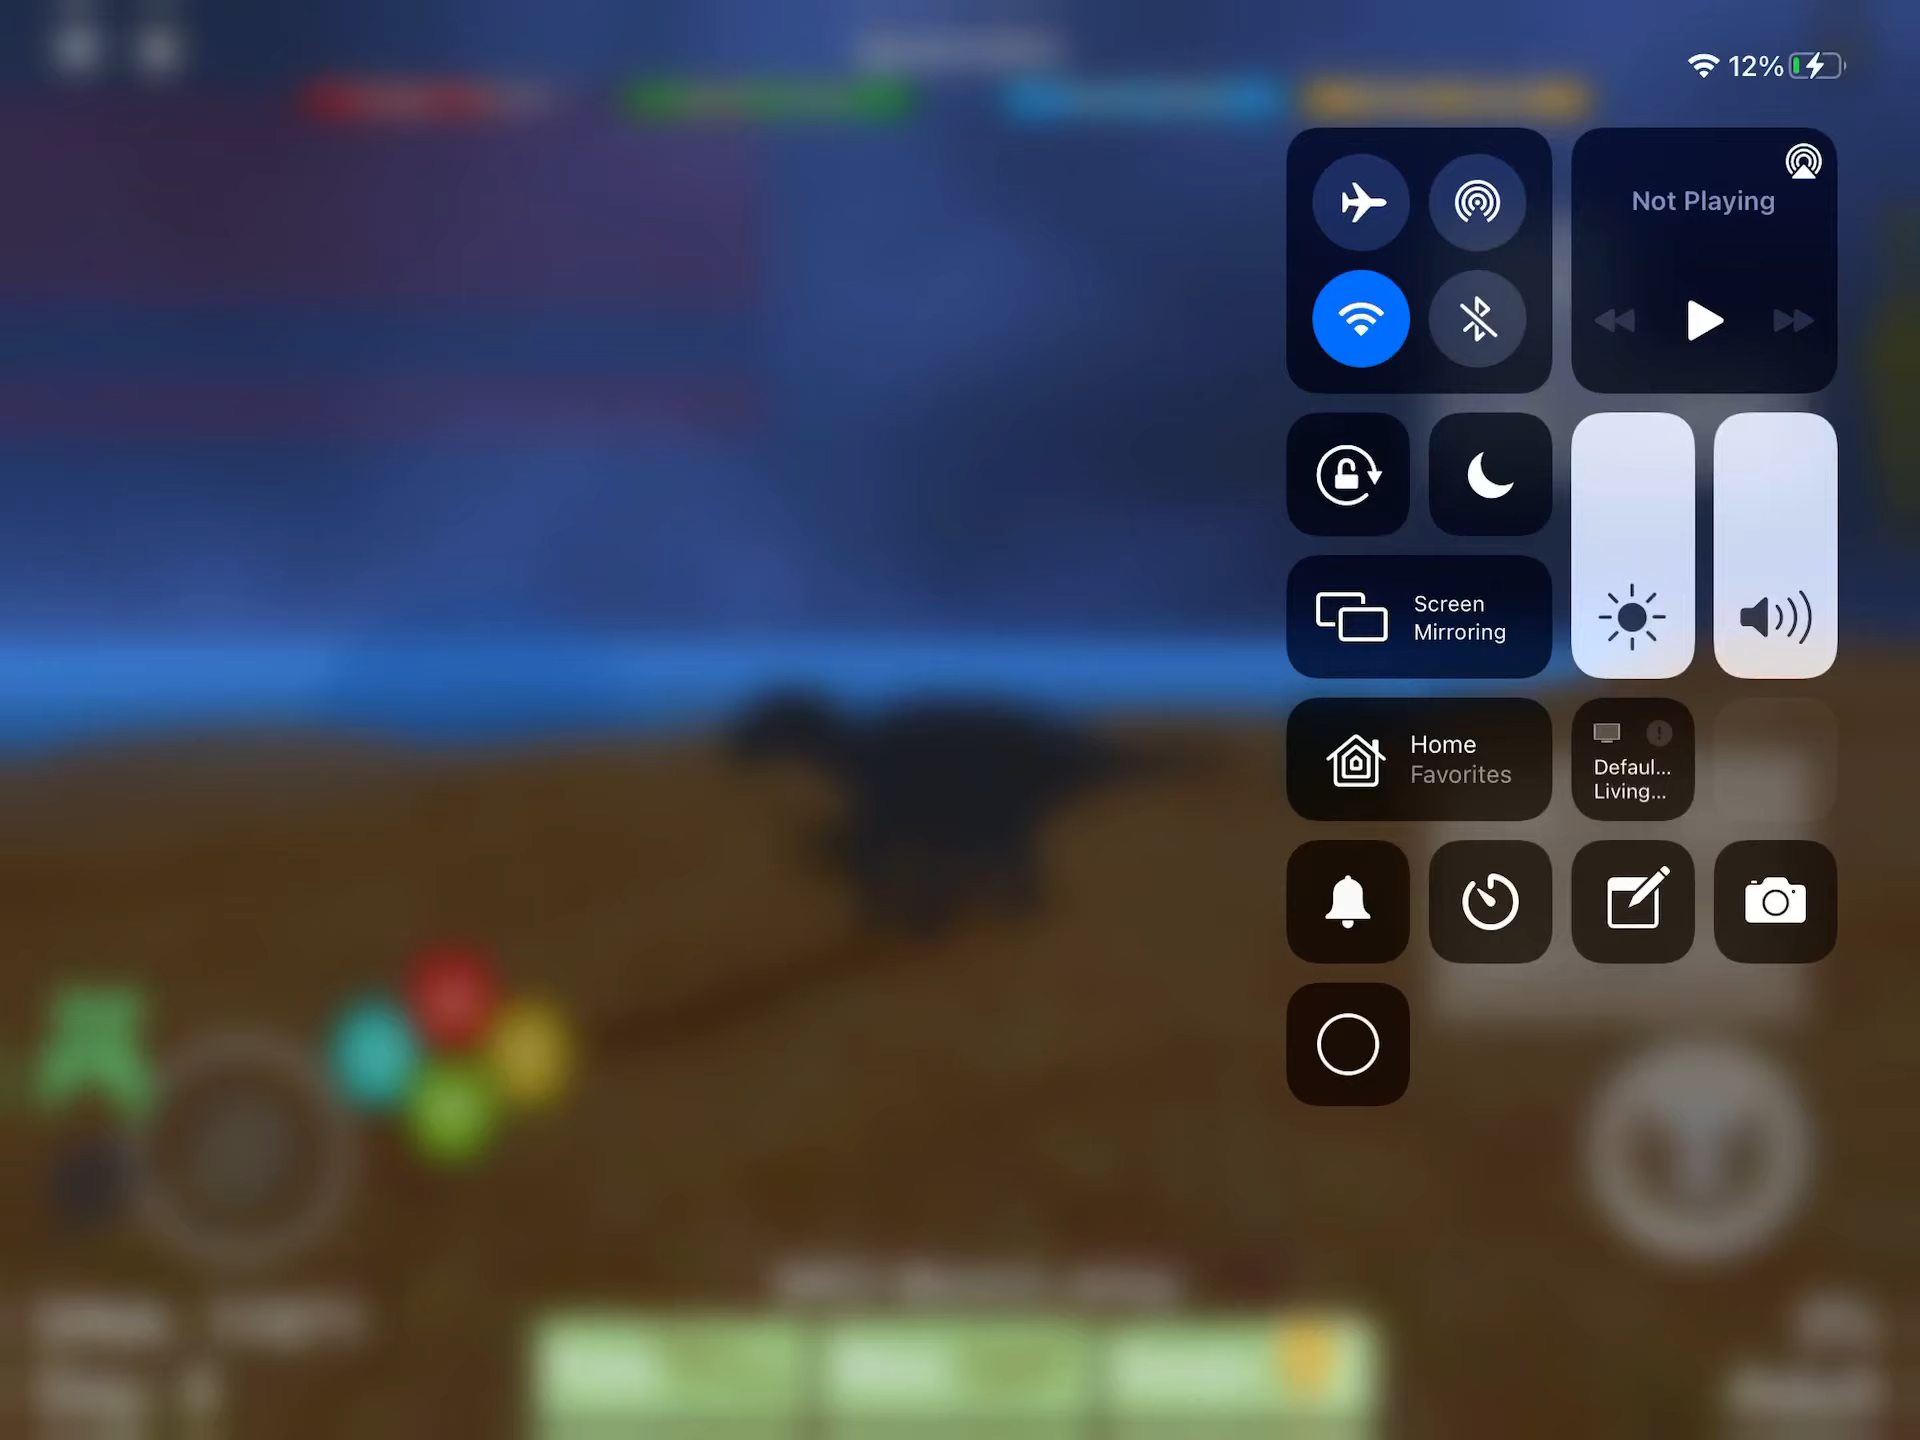 12%
Not Playing
Screen
Mirroring
Home
Favorites
Defaul...
Living...